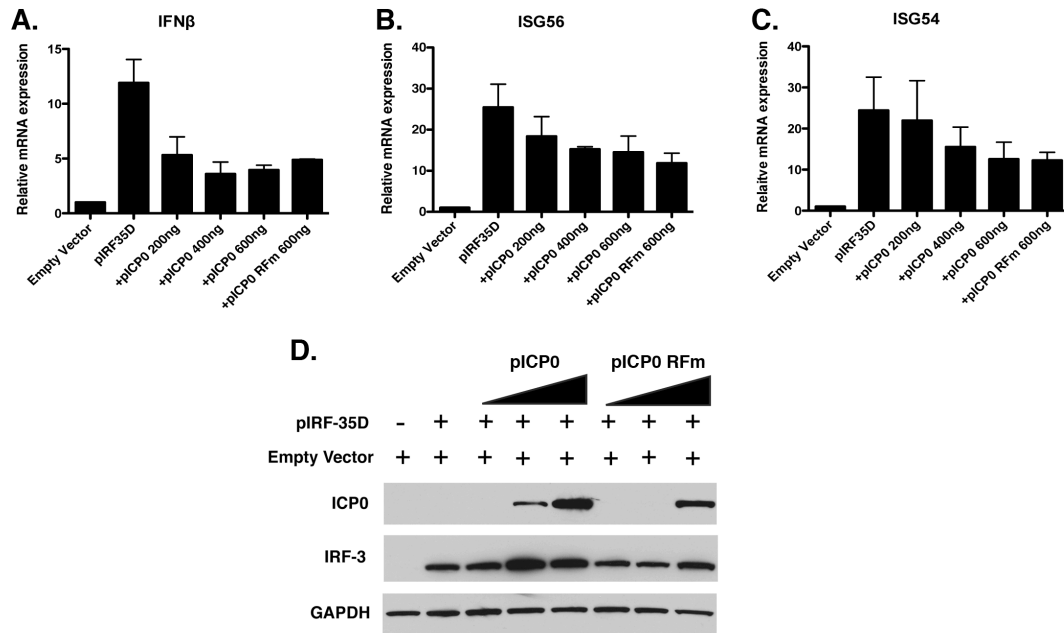 A.
IFNβ
Relative mRNA expression
15
10
5
0
Empty Vector
pIRF35D
+pICP0 200ng
+pICP0 400ng
+pICP0 600ng
+pICP0 RFm 600ng
B.
ISG56
Relative mRNA expression
40
30
20
10
0
Empty Vector
pIRF35D
+pICP0 200ng
+pICP0 400ng
+pICP0 600ng
+pICP0 RFm 600ng
C.
ISG54
Relaitve mRNA expression
40
30
20
10
0
Empty Vector
pIRF35D
+pICP0 200ng
+pICP0 400ng
+pICP0 600ng
+pICP0 RFm 600ng
D.
pICP0 pICP0 RFm
pIRF-35D - + + + + + + +
Empty Vector + + + + + + + +
ICP0
IRF-3
GAPDH